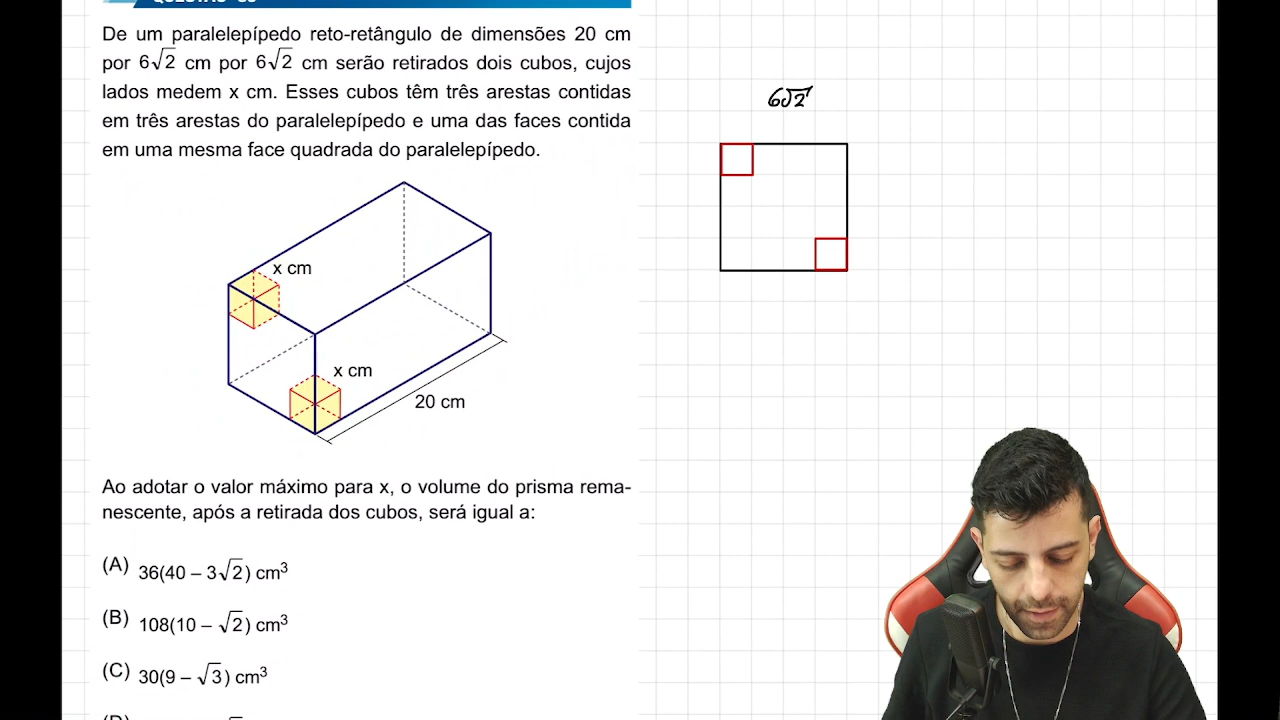 De um paralelepípedo reto-retângulo de dimensões 20 cm
por 6√2 cm por 6√2 cm serão retirados dois cubos, cujos
lados medem x cm. Esses cubos têm três arestas contidas
em três arestas do paralelepípedo e uma das faces contida
em uma mesma face quadrada do paralelepípedo.
6√2
x cm
x cm
20 cm
Ao adotar o valor máximo para x, o volume do prisma rema-
nescente, após a retirada dos cubos, será igual a:
(A) 36(40 – 3√2) cm³
(B) 108(10 – √2) cm³
(C) 30(9 – √3) cm³